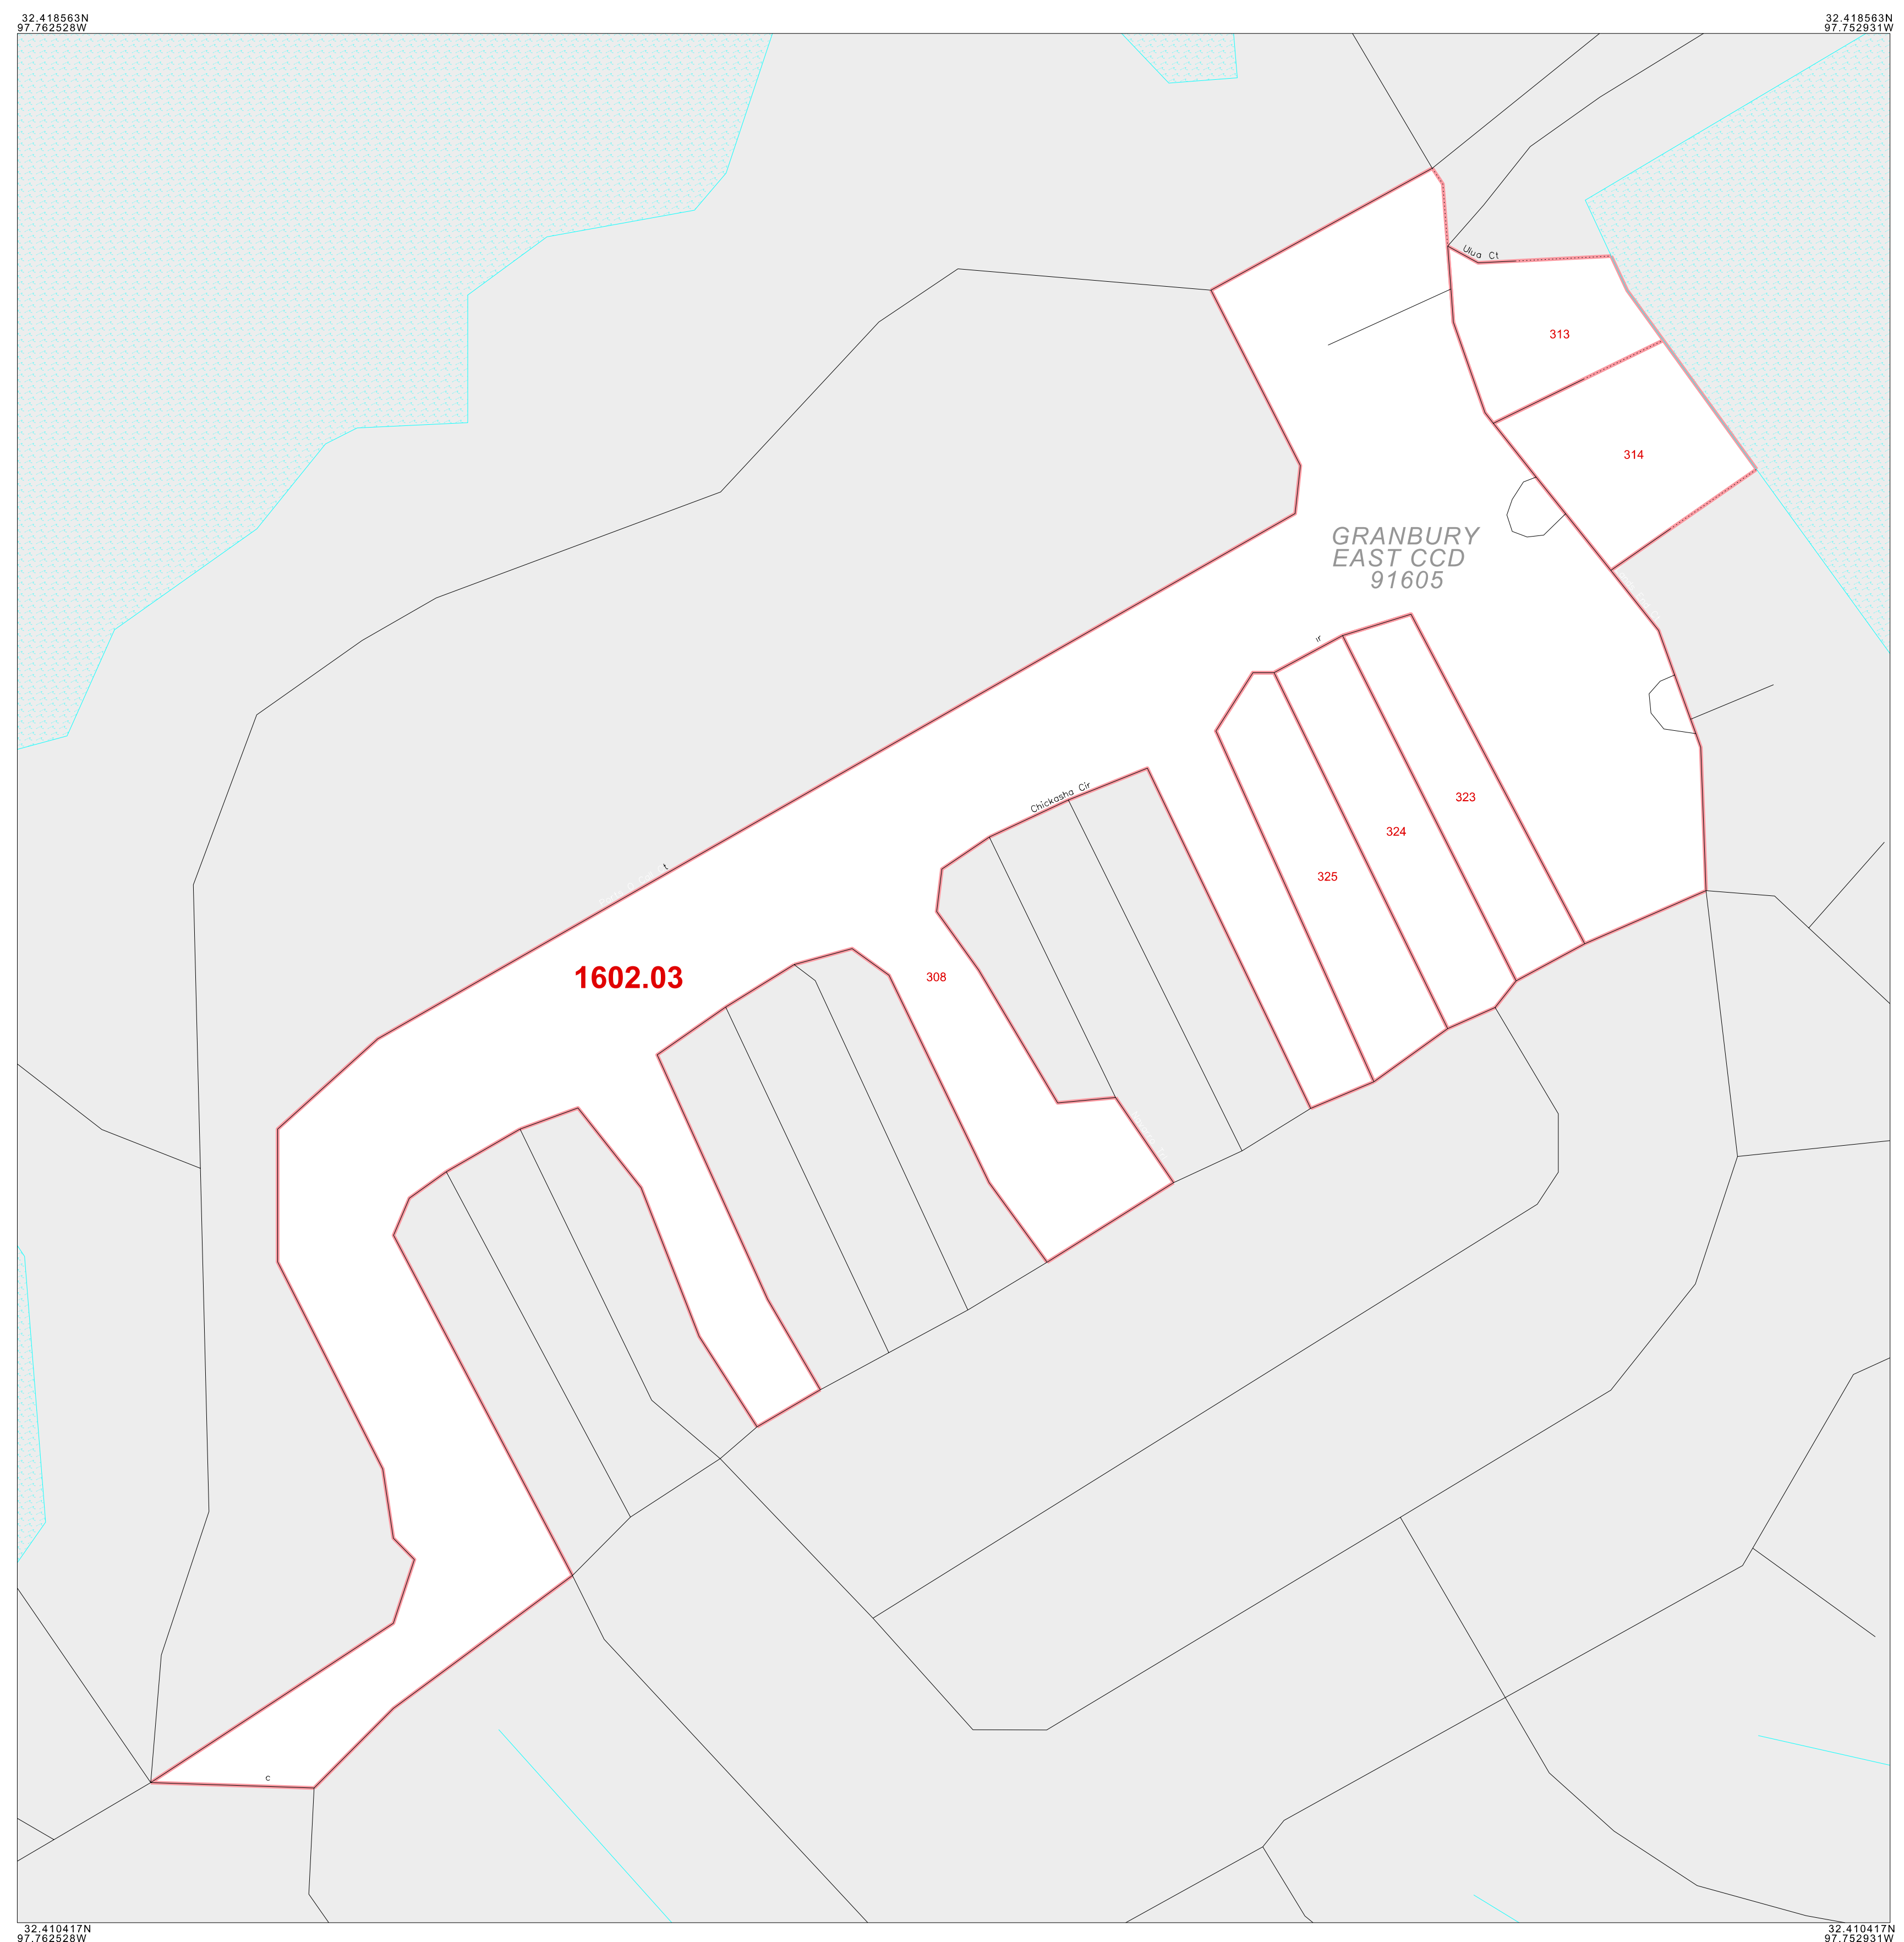 32.418563N
97.762528W
32.418563N
97.752931W
Ulua Ct
313
314
GRANBURY
EAST CCD
91605
ir
323
Chickasha Cir
324
t
325
308
1602.03
c
32.410417N
97.762528W
32.410417N
97.752931W